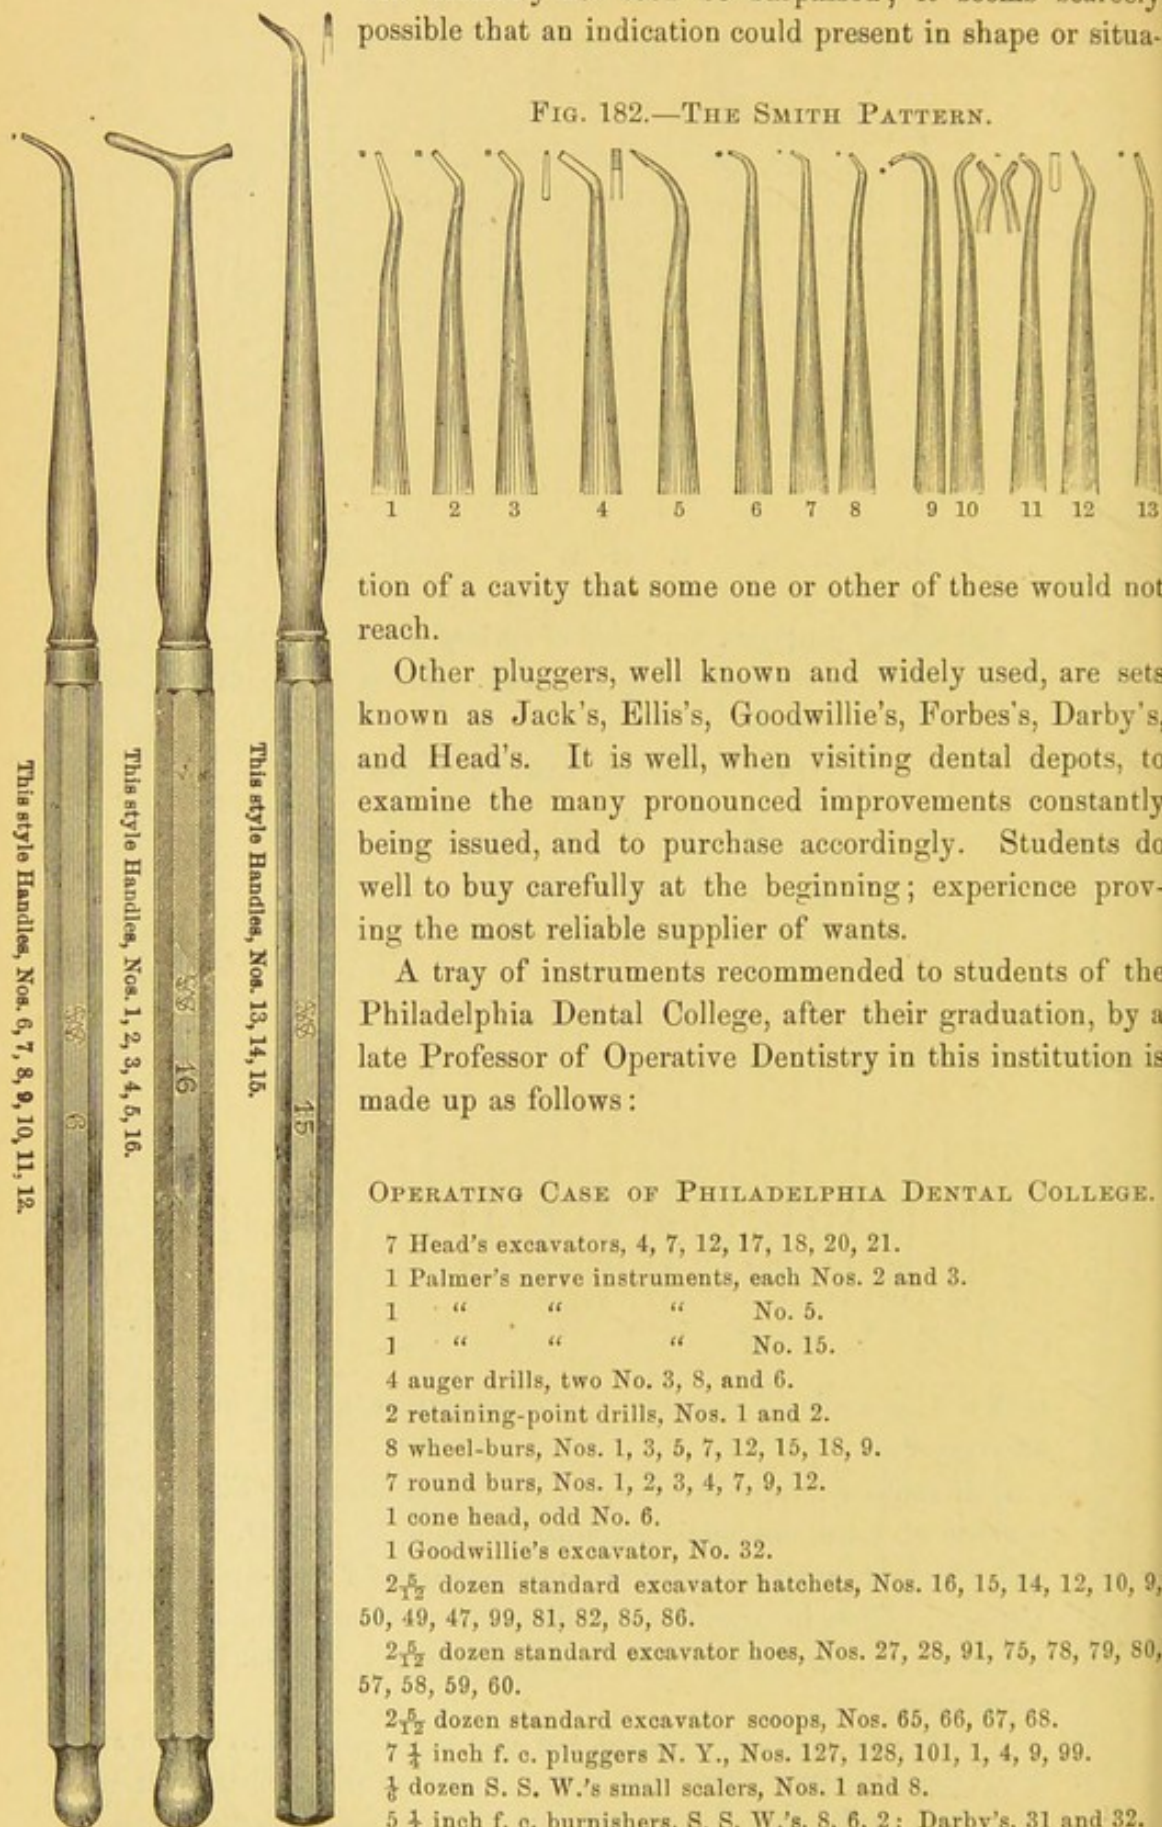 possible that an indication could present in shape or situa-
FIG. 182.—THE SMITH PATTERN.
1 2 3 4 5 6 7 8 9 10 11 12 13
This style Handles, Nos. 6, 7, 8, 9, 10, 11, 12.
This style Handles, Nos. 1, 2, 3, 4, 5, 16.
This style Handles, Nos. 13, 14, 15.
6
16
15
tion of a cavity that some one or other of these would not
reach.
Other pluggers, well known and widely used, are sets
known as Jack's, Ellis's, Goodwillie's, Forbes's, Darby's,
and Head's. It is well, when visiting dental depots, to
examine the many pronounced improvements constantly
being issued, and to purchase accordingly. Students do
well to buy carefully at the beginning; experience prov-
ing the most reliable supplier of wants.
A tray of instruments recommended to students of the
Philadelphia Dental College, after their graduation, by a
late Professor of Operative Dentistry in this institution is
made up as follows:
OPERATING CASE OF PHILADELPHIA DENTAL COLLEGE.
7 Head's excavators, 4, 7, 12, 17, 18, 20, 21.
1 Palmer's nerve instruments, each Nos. 2 and 3.
1 “ “ “ No. 5.
1 “ “ “ No. 15.
4 auger drills, two No. 3, 8, and 6.
2 retaining-point drills, Nos. 1 and 2.
8 wheel-burs, Nos. 1, 3, 5, 7, 12, 15, 18, 9.
7 round burs, Nos. 1, 2, 3, 4, 7, 9, 12.
1 cone head, odd No. 6.
1 Goodwillie's excavator, No. 32.
2 5/12 dozen standard excavator hatchets, Nos. 16, 15, 14, 12, 10, 9,
50, 49, 47, 99, 81, 82, 85, 86.
2 5/12 dozen standard excavator hoes, Nos. 27, 28, 91, 75, 78, 79, 80,
57, 58, 59, 60.
2 5/12 dozen standard excavator scoops, Nos. 65, 66, 67, 68.
7 ¼ inch f. c. pluggers N. Y., Nos. 127, 128, 101, 1, 4, 9, 99.
⅙ dozen S. S. W.'s small scalers, Nos. 1 and 8.
5 ¼ inch f. c. burnishers, S. S. W.'s, 8, 6, 2; Darby's, 31 and 32.